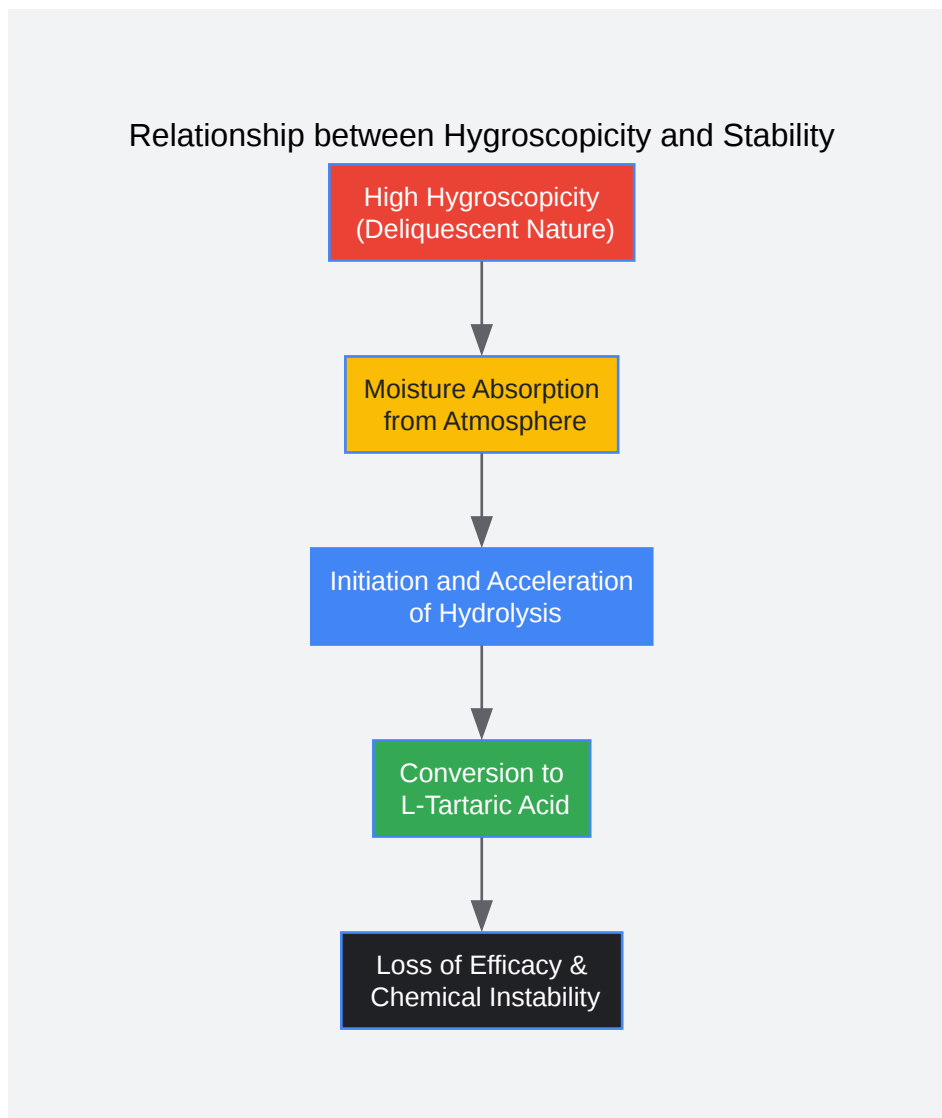 Relationship between Hygroscopicity and Stability
High Hygroscopicity
(Deliquescent Nature)
Moisture Absorption
from Atmosphere
Initiation and Acceleration
of Hydrolysis
Conversion to
L-Tartaric Acid
Loss of Efficacy &
Chemical Instability